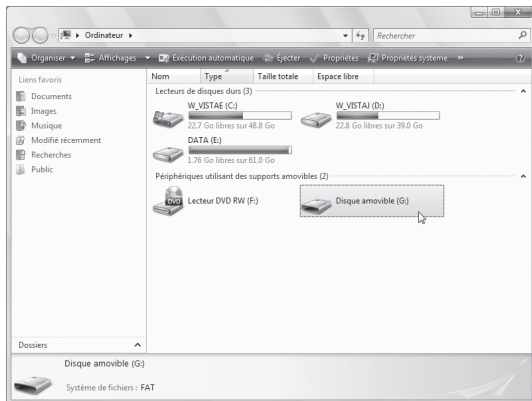 Ordinateur
Rechercher
Organiser Affichages Exécution automatique Éjecter Propriétés Propriétés système »
Liens favoris
Documents
Images
Musique
Modifié récemment
Recherches
Public
Dossiers
Nom Type Taille totale Espace libre
Lecteurs de disques durs (3)
W_VISTAE (C:)
22.7 Go libres sur 48.8 Go
W_VISTAJ (D:)
22.8 Go libres sur 39.0 Go
DATA (E:)
1.76 Go libres sur 61.0 Go
Périphériques utilisant des supports amovibles (2)
DVD
Lecteur DVD RW (F:)
Disque amovible (G:)
Disque amovible (G:)
Système de fichiers : FAT